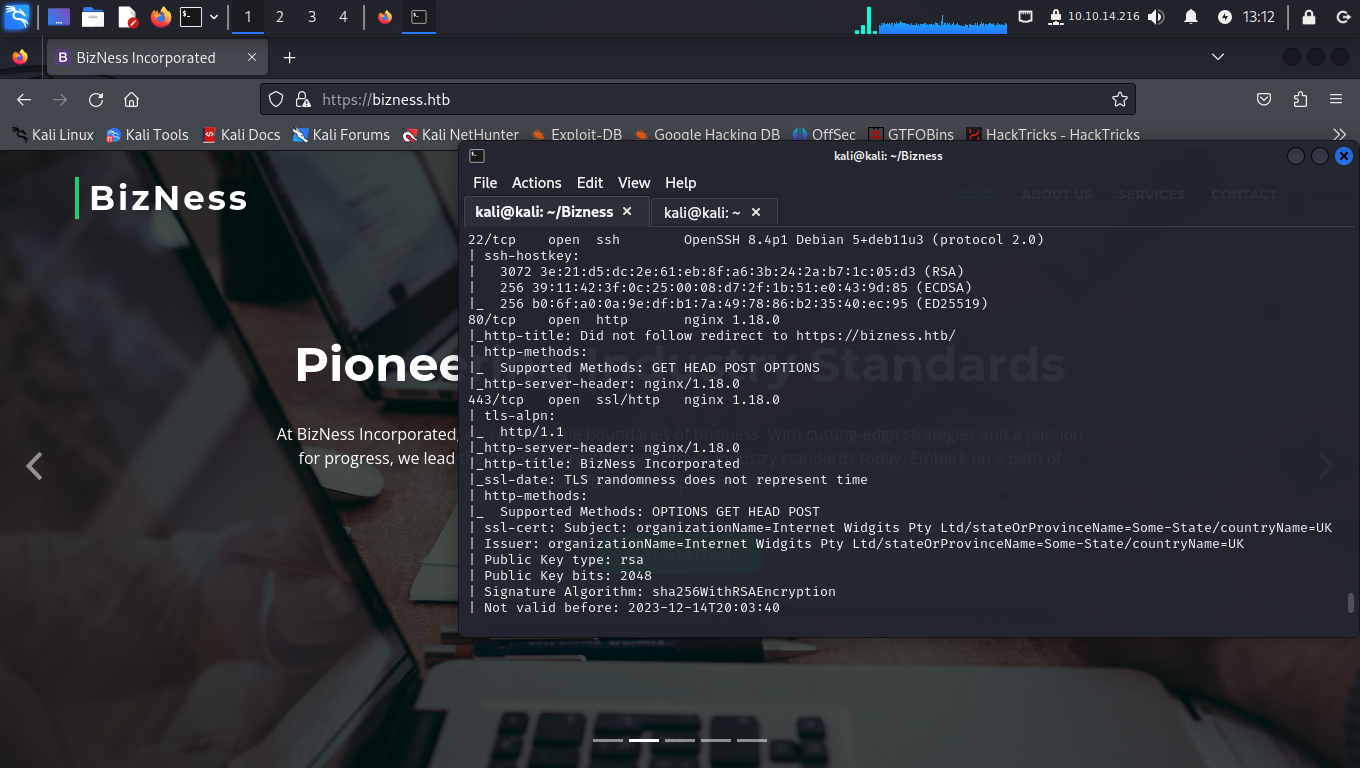 1 2 3 4 10.10.14.216 13:12
BizNess Incorporated
https://bizness.htb
Kali Linux Kali Tools Kali Docs Kali Forums Kali NetHunter Exploit-DB Google Hacking DB OffSec GTFOBins HackTricks - HackTricks
BizNess
HOME ABOUT US SERVICES CONTACT
Pioneering Industry Standards
At BizNess Incorporated, we the boundaries of business. With cutting-edge strategies and a passion
for progress, we lead industry standards today. Embark on a path of
kali@kali: ~/Bizness
File Actions Edit View Help
kali@kali: ~/Bizness kali@kali: ~
22/tcp open ssh OpenSSH 8.4p1 Debian 5+deb11u3 (protocol 2.0)
| ssh-hostkey:
| 3072 3e:21:d5:dc:2e:61:eb:8f:a6:3b:24:2a:b7:1c:05:d3 (RSA)
| 256 39:11:42:3f:0c:25:00:08:d7:2f:1b:51:e0:43:9d:85 (ECDSA)
|_ 256 b0:6f:a0:0a:9e:df:b1:7a:49:78:86:b2:35:40:ec:95 (ED25519)
80/tcp open http nginx 1.18.0
|_http-title: Did not follow redirect to https://bizness.htb/
| http-methods:
|_ Supported Methods: GET HEAD POST OPTIONS
|_http-server-header: nginx/1.18.0
443/tcp open ssl/http nginx 1.18.0
| tls-alpn:
|_ http/1.1
|_http-server-header: nginx/1.18.0
|_http-title: BizNess Incorporated
|_ssl-date: TLS randomness does not represent time
| http-methods:
|_ Supported Methods: OPTIONS GET HEAD POST
| ssl-cert: Subject: organizationName=Internet Widgits Pty Ltd/stateOrProvinceName=Some-State/countryName=UK
| Issuer: organizationName=Internet Widgits Pty Ltd/stateOrProvinceName=Some-State/countryName=UK
| Public Key type: rsa
| Public Key bits: 2048
| Signature Algorithm: sha256WithRSAEncryption
| Not valid before: 2023-12-14T20:03:40